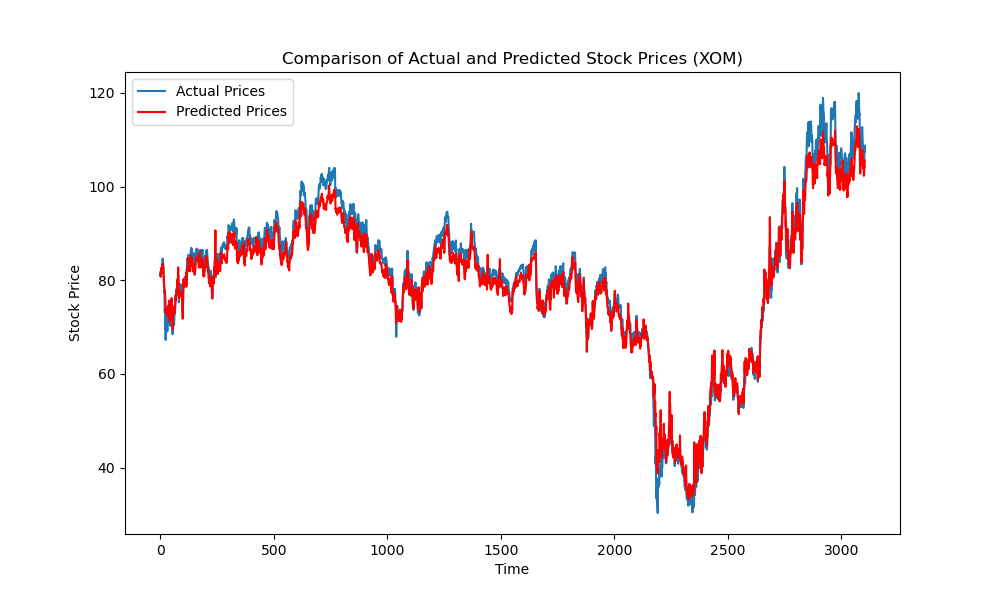 Comparison of Actual and Predicted Stock Prices (XOM)
Actual Prices
Predicted Prices
120
100
80
60
40
Stock Price
0 500 1000 1500 2000 2500 3000
Time